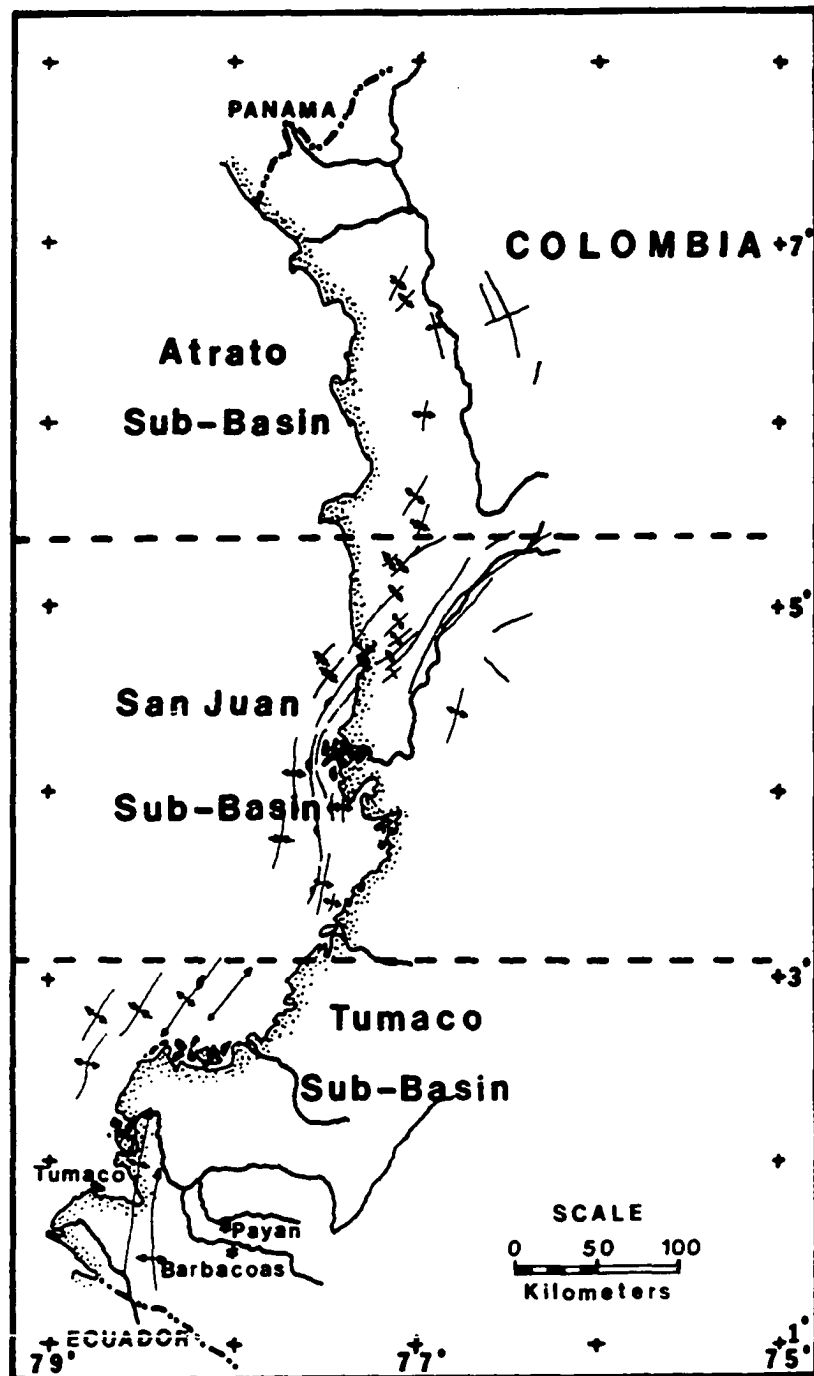 PANAMA
COLOMBIA +7°
Atrato
Sub-Basin
+5°
San Juan
Sub-Basin
+3°
Tumaco
Sub-Basin
Tumaco
Payan
Barbacoas
SCALE
0 50 100
Kilometers
ECUADOR
+1°
79° 77° 75°